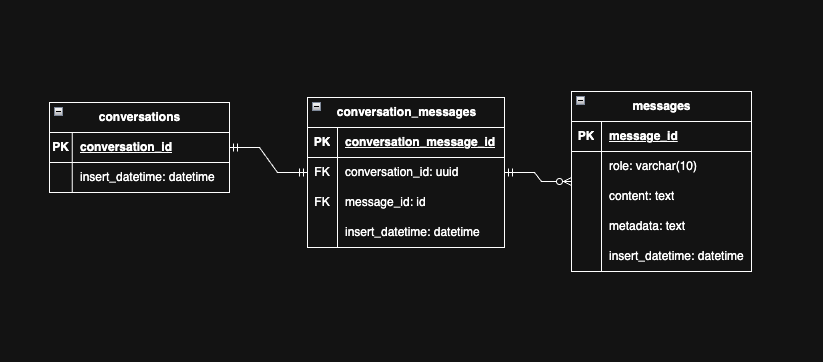 conversations
PK conversation_id
insert_datetime: datetime
conversation_messages
PK conversation_message_id
FK conversation_id: uuid
FK message_id: id
insert_datetime: datetime
messages
PK message_id
role: varchar(10)
content: text
metadata: text
insert_datetime: datetime